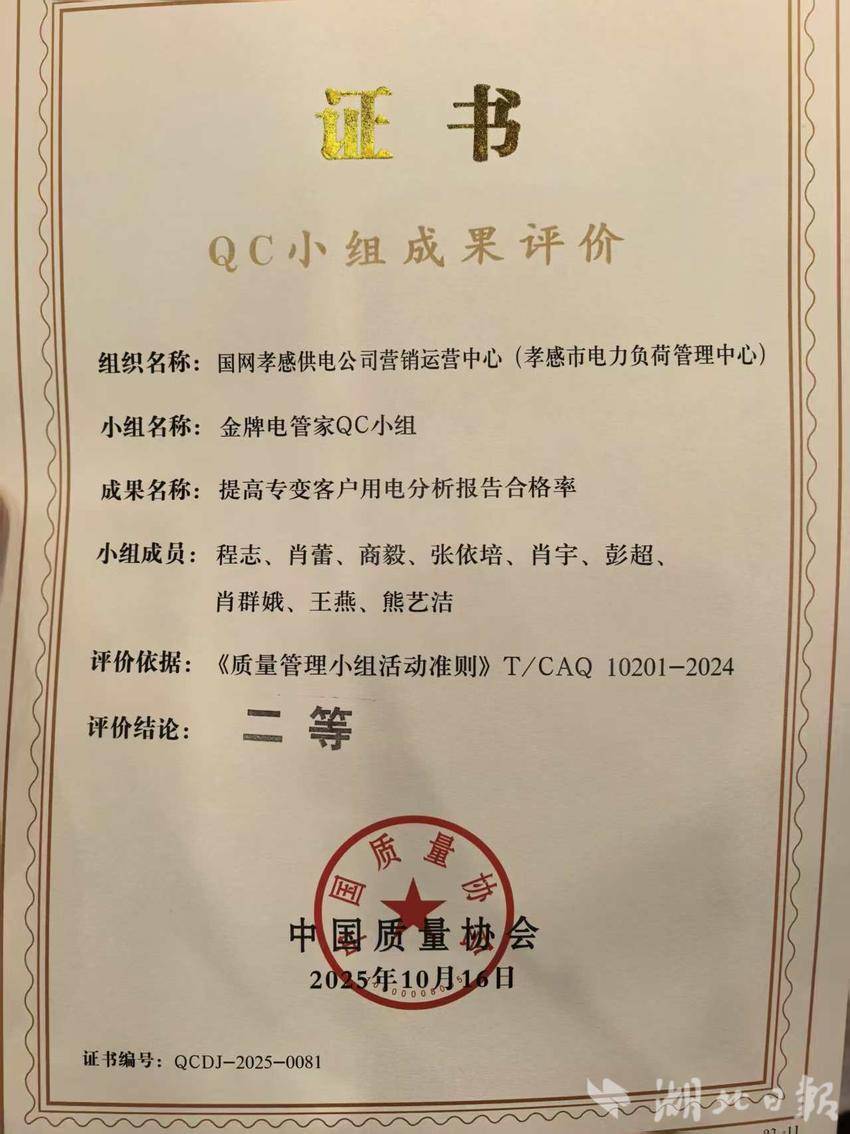 证书
QC小组成果评价
组织名称：国网孝感供电公司营销运营中心（孝感市电力负荷管理中心）
小组名称：金牌电管家QC小组
成果名称：提高专变客户用电分析报告合格率
小组成员：程志、肖蕾、商毅、张依培、肖宇、彭超、
肖群娥、王燕、熊艺洁
评价依据：《质量管理小组活动准则》T/CAQ 10201-2024
评价结论：二等
中国质量协会
中国质量协会
2025年10月16日
证书编号：QCDJ-2025-0081
湖北日报